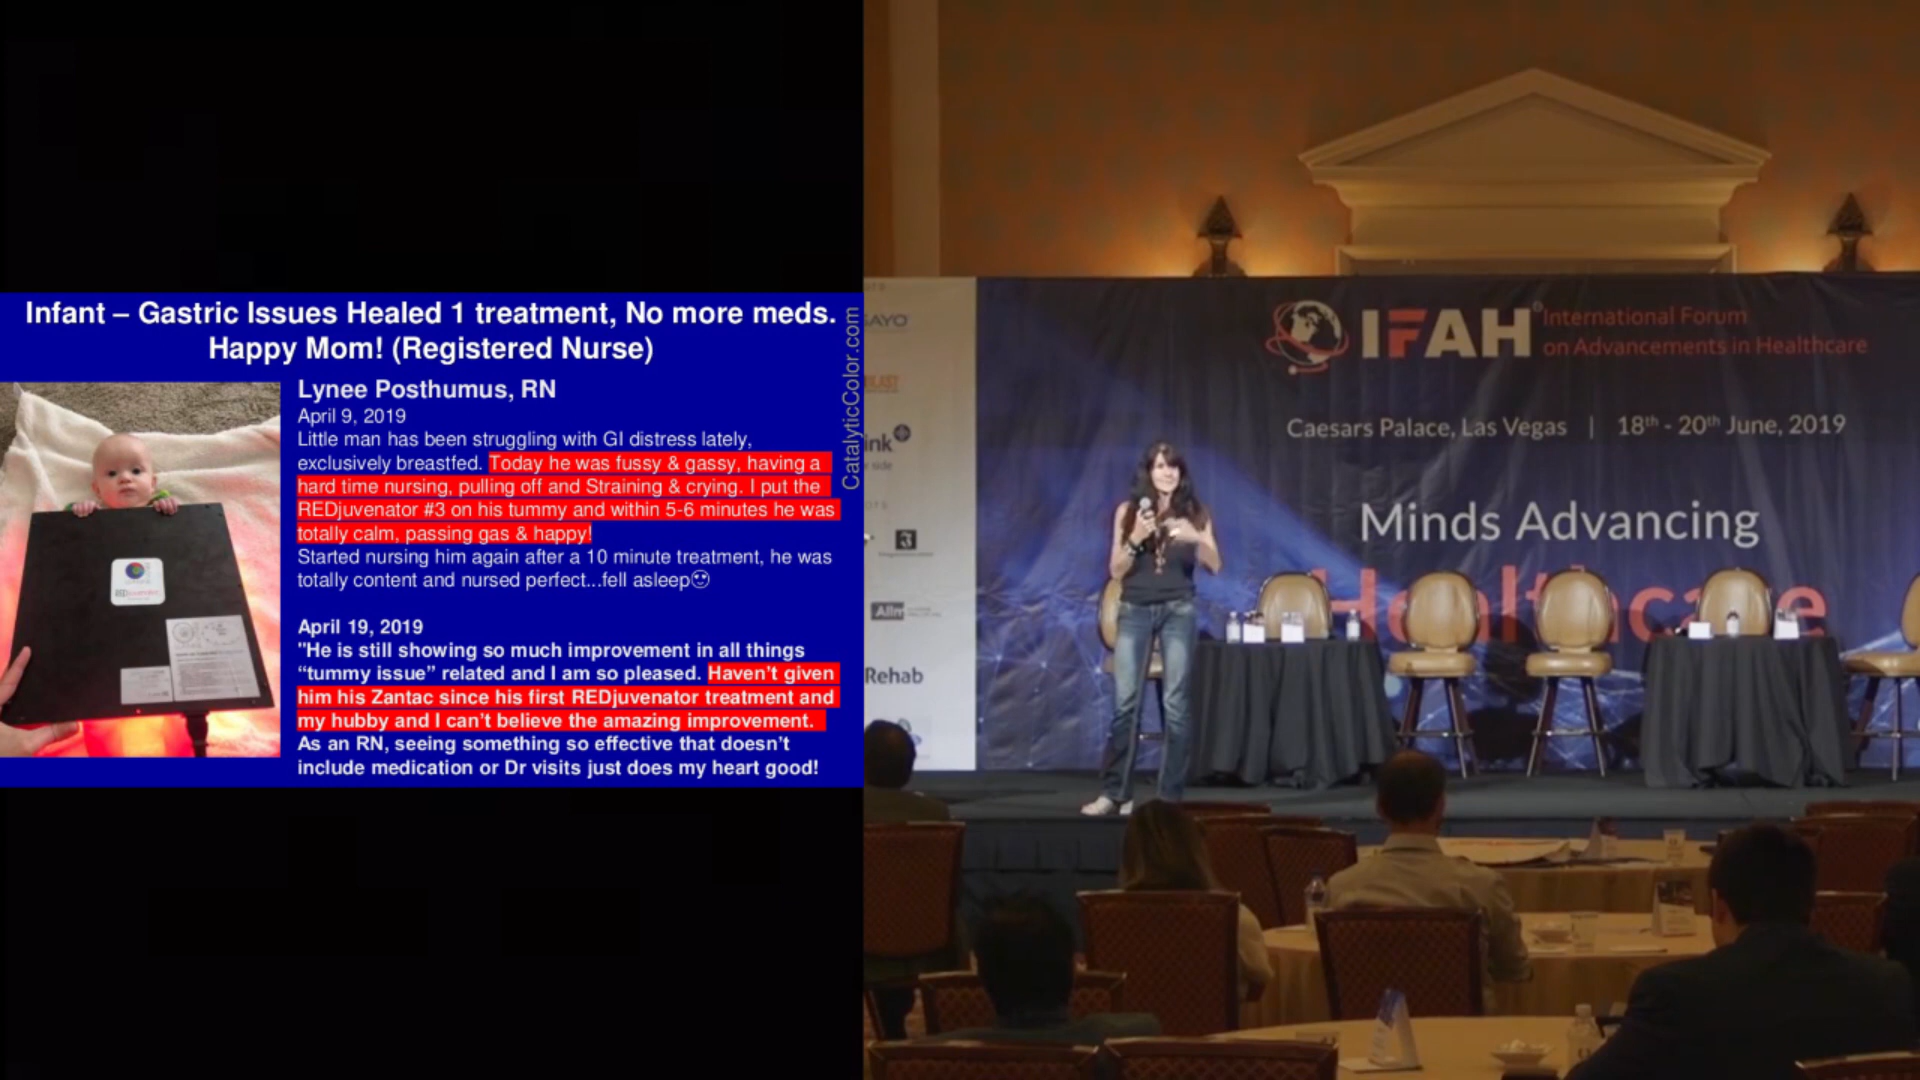 Infant – Gastric Issues Healed 1 treatment, No more meds.
Happy Mom! (Registered Nurse)
Lynee Posthumus, RN
April 9, 2019
Little man has been struggling with GI distress lately,
exclusively breastfed. Today he was fussy & gassy, having a
hard time nursing, pulling off and Straining & crying. I put the
REDjuvenator #3 on his tummy and within 5-6 minutes he was
totally calm, passing gas & happy!
Started nursing him again after a 10 minute treatment, he was
totally content and nursed perfect...fell asleep
April 19, 2019
"He is still showing so much improvement in all things
“tummy issue” related and I am so pleased. Haven’t given
him his Zantac since his first REDjuvenator treatment and
my hubby and I can’t believe the amazing improvement.
As an RN, seeing something so effective that doesn’t
include medication or Dr visits just does my heart good!
CatalyticColor.com
IFAH®
International Forum
on Advancements in Healthcare
Caesars Palace, Las Vegas | 18th - 20th June, 2019
Minds Advancing
Healthcare
Rehab